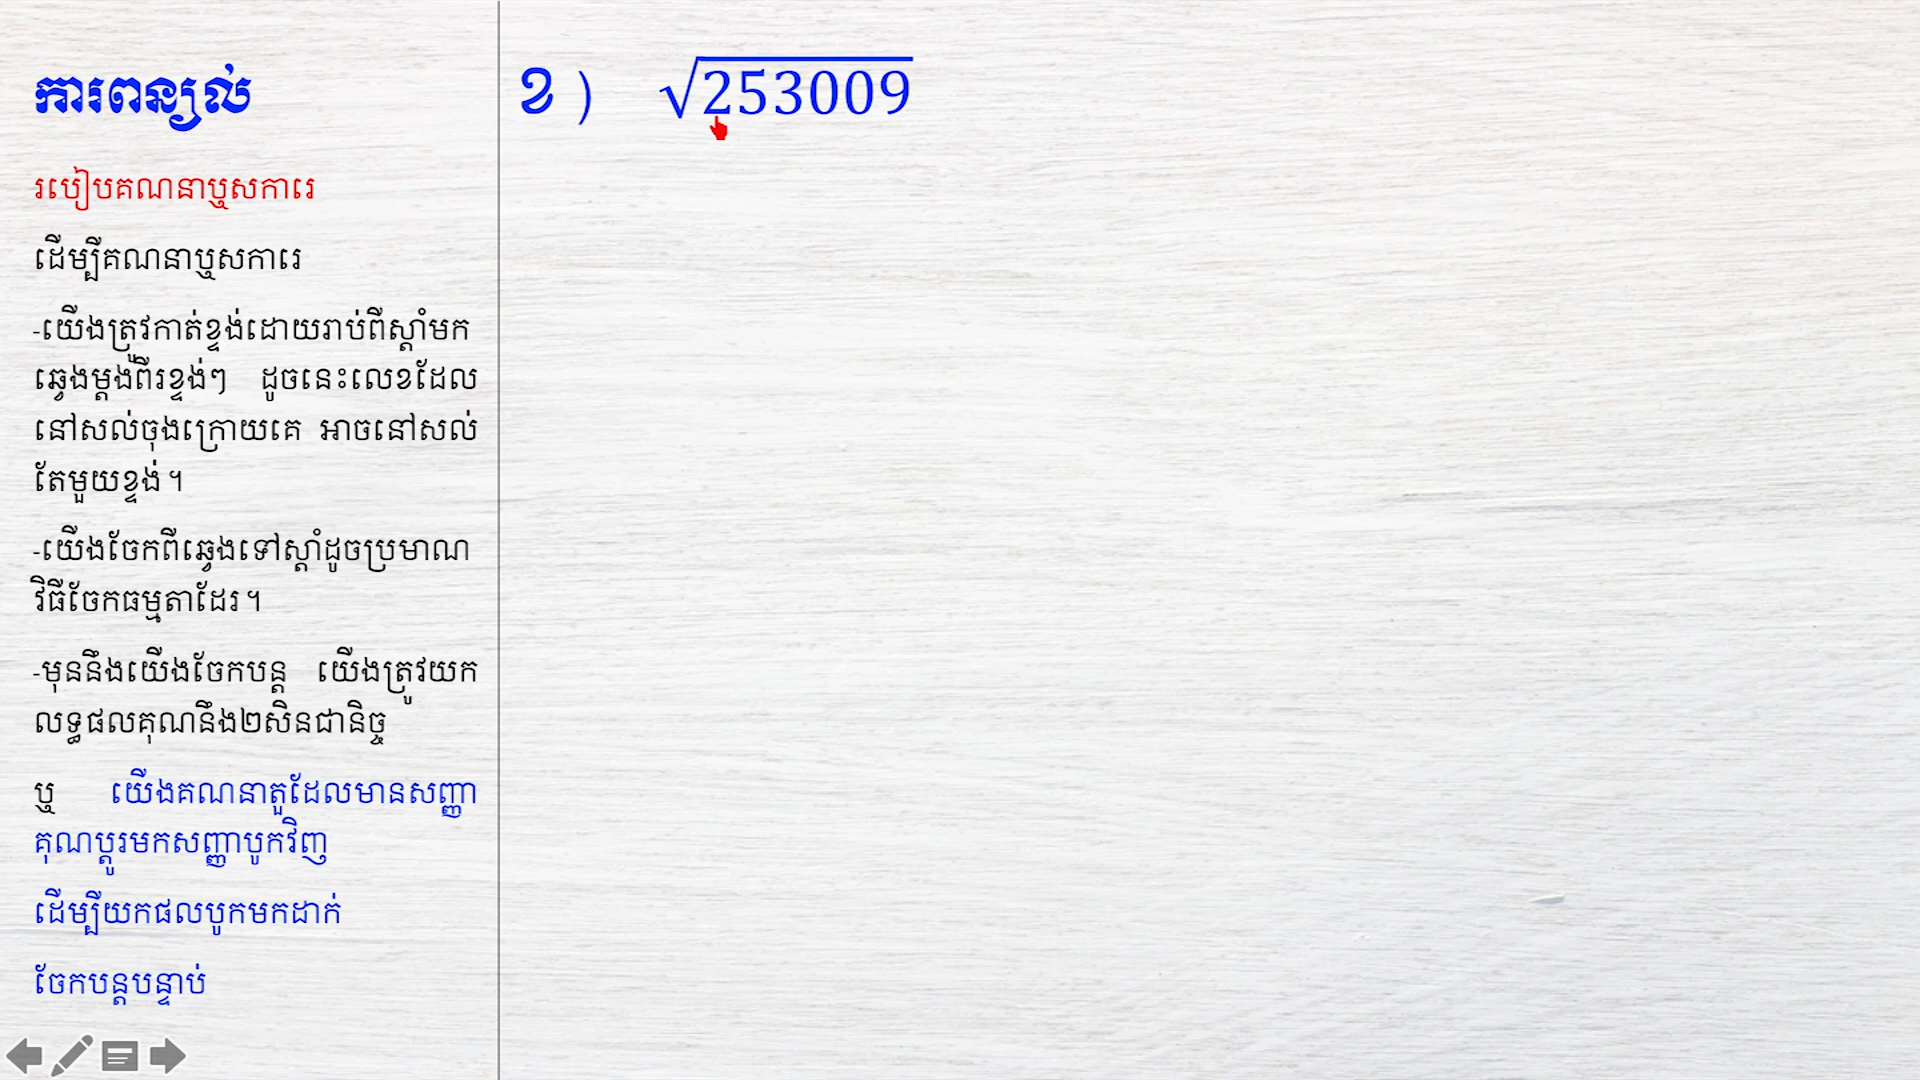 ការពន្យល់
ខ ) √253009
របៀបគណនាឬសការេ
ដើម្បីគណនាឬសការេ
-យើងត្រូវកាត់ខ្ទង់ដោយរាប់ពីស្តាំមក
ឆ្វេងម្តងពីរខ្ទង់ៗ ដូចនេះលេខដែល
នៅសល់ចុងក្រោយគេ អាចនៅសល់
តែមួយខ្ទង់។
-យើងចែកពីឆ្វេងទៅស្តាំដូចប្រមាណ
វិធីចែកធម្មតាដែរ។
-មុននឹងយើងចែកបន្ត យើងត្រូវយក
លទ្ធផលគុណនឹង២សិនជានិច្ច
ឬ យើងគណនាតួដែលមានសញ្ញា
គុណប្តូរមកសញ្ញាបូកវិញ
ដើម្បីយកផលបូកមកដាក់
ចែកបន្តបន្ទាប់